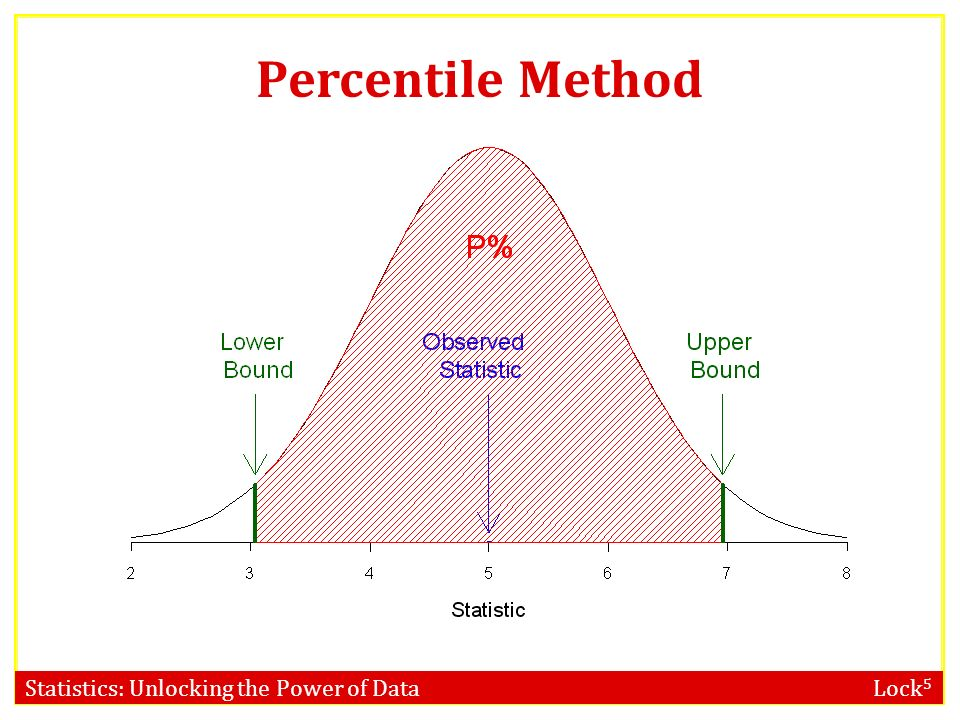 Percentile Method
P%
Lower
Bound
Observed
Statistic
Upper
Bound
2 3 4 5 6 7 8
Statistic
Statistics: Unlocking the Power of Data Lock⁵